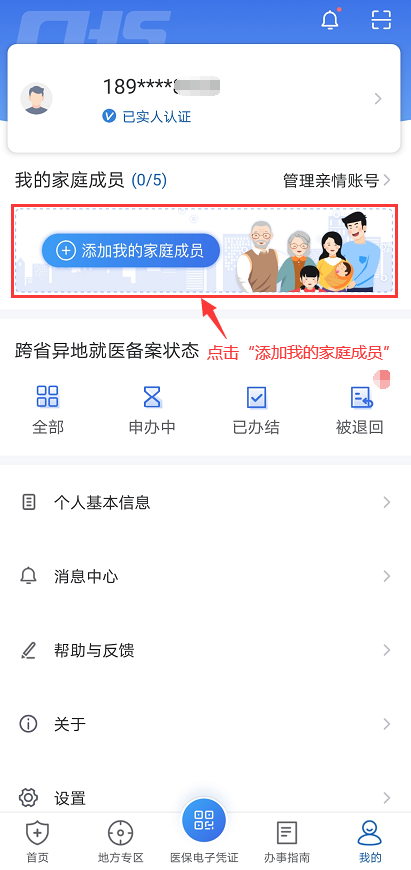 CHS
189****
已实人认证
我的家庭成员 (0/5) 管理亲情账号
添加我的家庭成员
跨省异地就医备案状态 点击“添加我的家庭成员”
全部 申办中 已办结 被退回
个人基本信息
消息中心
帮助与反馈
关于
设置
首页 地方专区 医保电子凭证 办事指南 我的